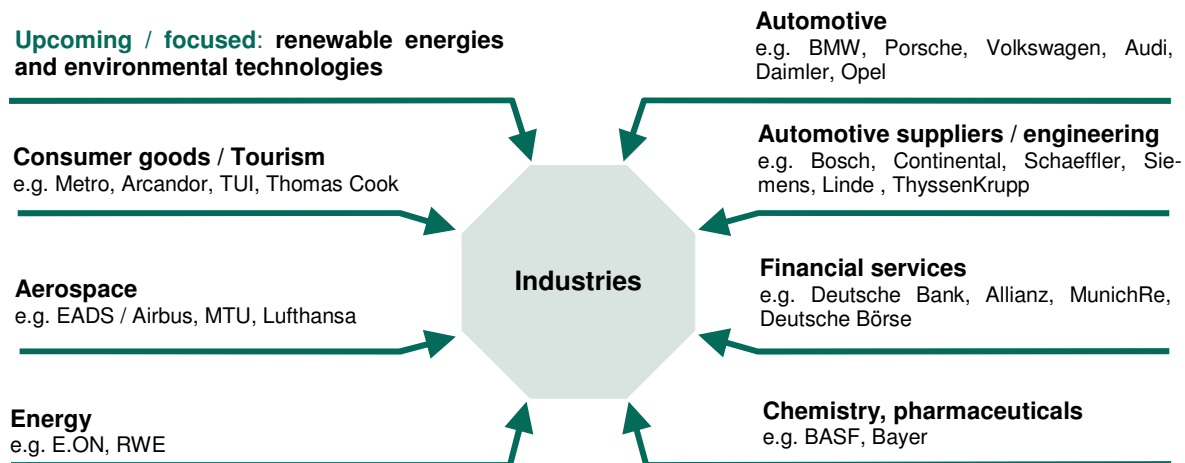 Upcoming / focused: renewable energies
and environmental technologies
Consumer goods / Tourism
e.g. Metro, Arcandor, TUI, Thomas Cook
Aerospace
e.g. EADS / Airbus, MTU, Lufthansa
Energy
e.g. E.ON, RWE
Industries
Automotive
e.g. BMW, Porsche, Volkswagen, Audi,
Daimler, Opel
Automotive suppliers / engineering
e.g. Bosch, Continental, Schaeffler, Sie-
mens, Linde , ThyssenKrupp
Financial services
e.g. Deutsche Bank, Allianz, MunichRe,
Deutsche Börse
Chemistry, pharmaceuticals
e.g. BASF, Bayer